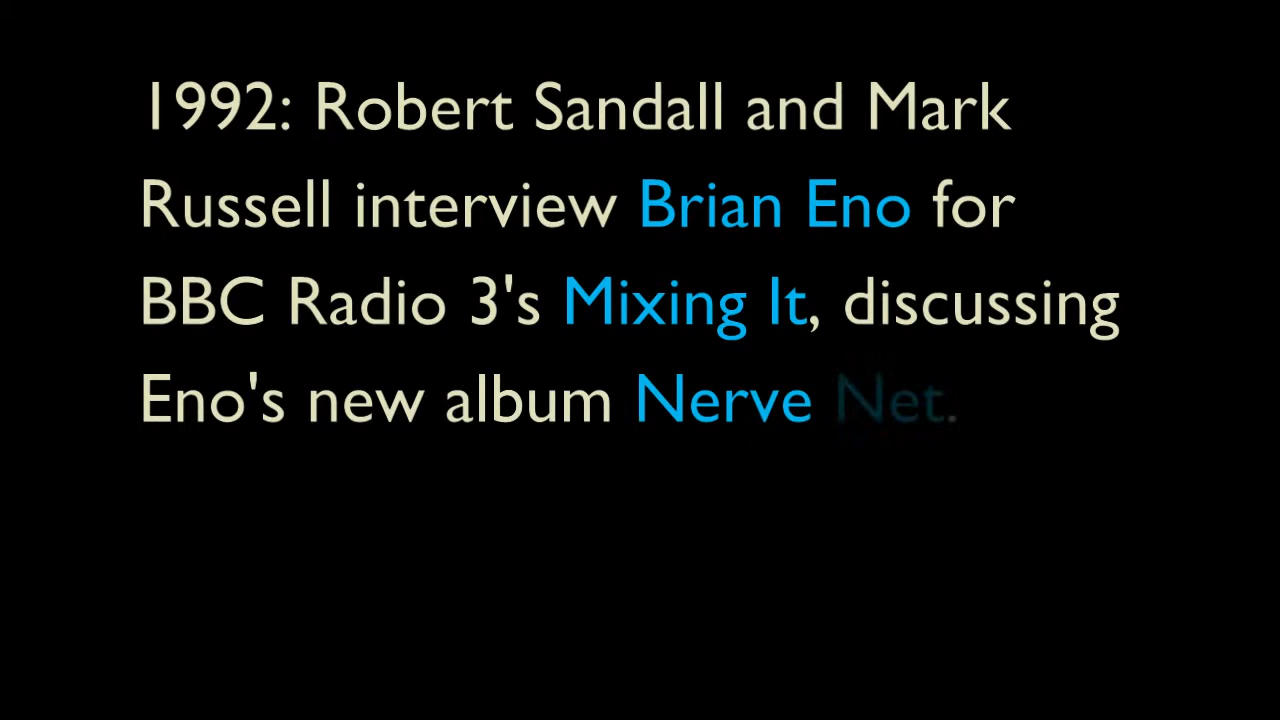 1992: Robert Sandall and Mark
Russell interview Brian Eno for
BBC Radio 3's Mixing It, discussing
Eno's new album Nerve Net.